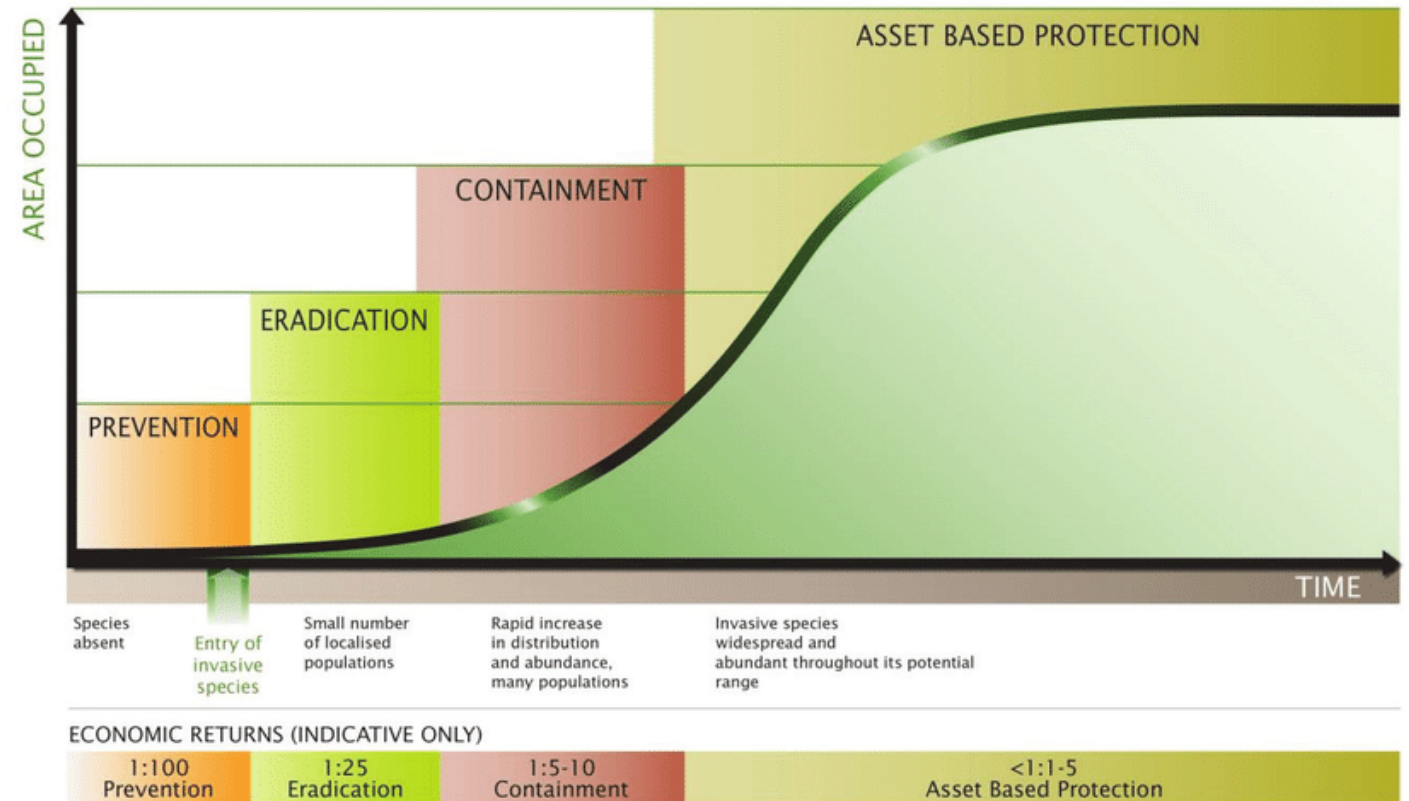 AREA OCCUPIED
ASSET BASED PROTECTION
CONTAINMENT
ERADICATION
PREVENTION
TIME
Species
absent
Entry of
invasive
species
Small number
of localised
populations
Rapid increase
in distribution
and abundance,
many populations
Invasive species
widespread and
abundant throughout its potential
range
ECONOMIC RETURNS (INDICATIVE ONLY)
1:100
Prevention
1:25
Eradication
1:5-10
Containment
<1:1-5
Asset Based Protection